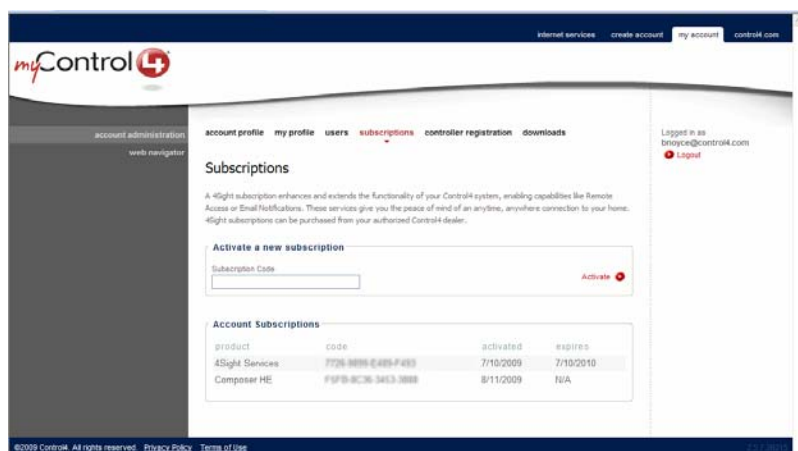 internet services create account my account control4.com
myControl4
account administration
web navigator
account profile my profile users subscriptions controller registration downloads
Logged in as
bnoyce@control4.com
Logout
Subscriptions
A 4Sight subscription enhances and extends the functionality of your Control4 system, enabling capabilities like Remote
Access or Email Notifications. These services give you the peace of mind of an anytime, anywhere connection to your home.
4Sight subscriptions can be purchased from your authorized Control4 dealer.
Activate a new subscription
Subscription Code
Activate
Account Subscriptions
product code activated expires
4Sight Services 7/10/2009 7/10/2010
Composer HE 8/11/2009 N/A
©2009 Control4. All rights reserved. Privacy Policy Terms of Use